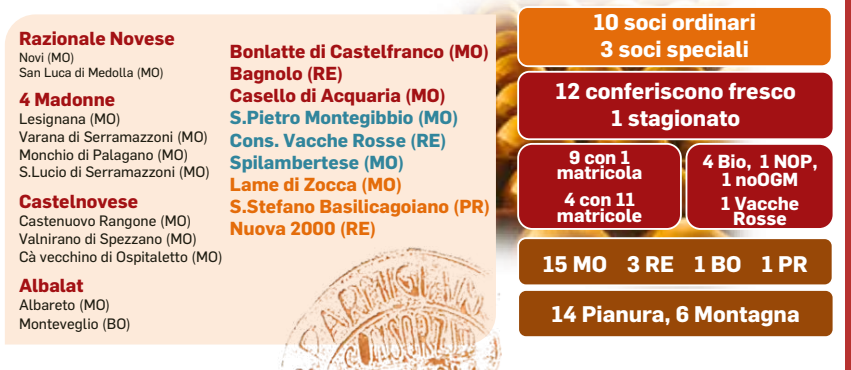 Razionale Novese
Novi (MO)
San Luca di Medolla (MO)
4 Madonne
Lesignana (MO)
Varana di Serramazzoni (MO)
Monchio di Palagano (MO)
S.Lucio di Serramazzoni (MO)
Castelnovese
Castenuovo Rangone (MO)
Valnirano di Spezzano (MO)
Cà vecchino di Ospitaletto (MO)
Albalat
Albareto (MO)
Monteveglio (BO)
Bonlatte di Castelfranco (MO)
Bagnolo (RE)
Casello di Acquaria (MO)
S.Pietro Montegibbio (MO)
Cons. Vacche Rosse (RE)
Spilambertese (MO)
Lame di Zocca (MO)
S.Stefano Basilicagoiano (PR)
Nuova 2000 (RE)
10 soci ordinari
3 soci speciali
12 conferiscono fresco
1 stagionato
9 con 1
matricola
4 con 11
matricole
4 Bio, 1 NOP,
1 noOGM
1 Vacche
Rosse
15 MO 3 RE 1 BO 1 PR
14 Pianura, 6 Montagna